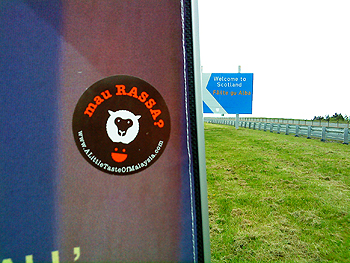 mau RASSA?
www.ALittleTasteOfMalaysia.com
Welcome to
Scotland
Fàilte gu Alba